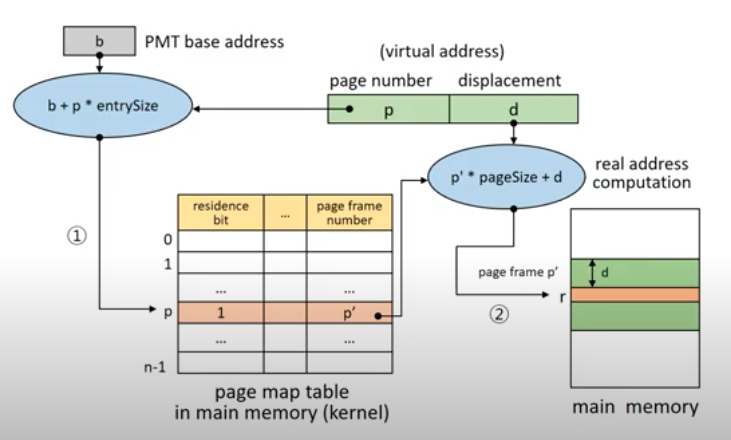 b
PMT base address
(virtual address)
page number
displacement
b + p * entrySize
p
d
p' * pageSize + d
real address
computation
residence
bit
...
page frame
number
①
0
1
...
...
p
1
p'
...
...
n-1
page map table
in main memory (kernel)
page frame p'
d
r
②
main memory